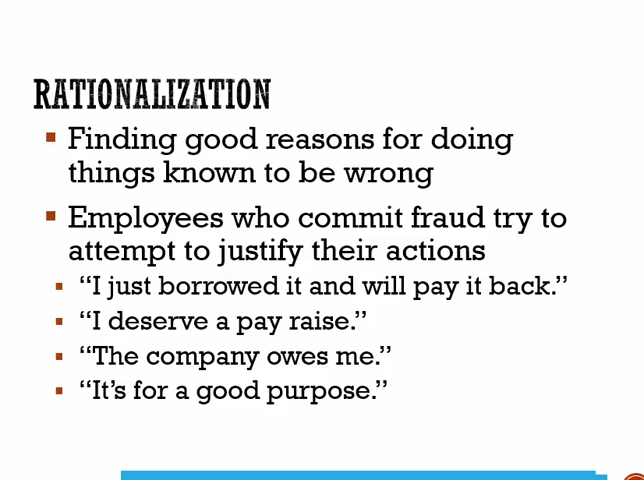 RATIONALIZATION
▪ Finding good reasons for doing
things known to be wrong
▪ Employees who commit fraud try to
attempt to justify their actions
▪ “I just borrowed it and will pay it back.”
▪ “I deserve a pay raise.”
▪ “The company owes me.”
▪ “It’s for a good purpose.”